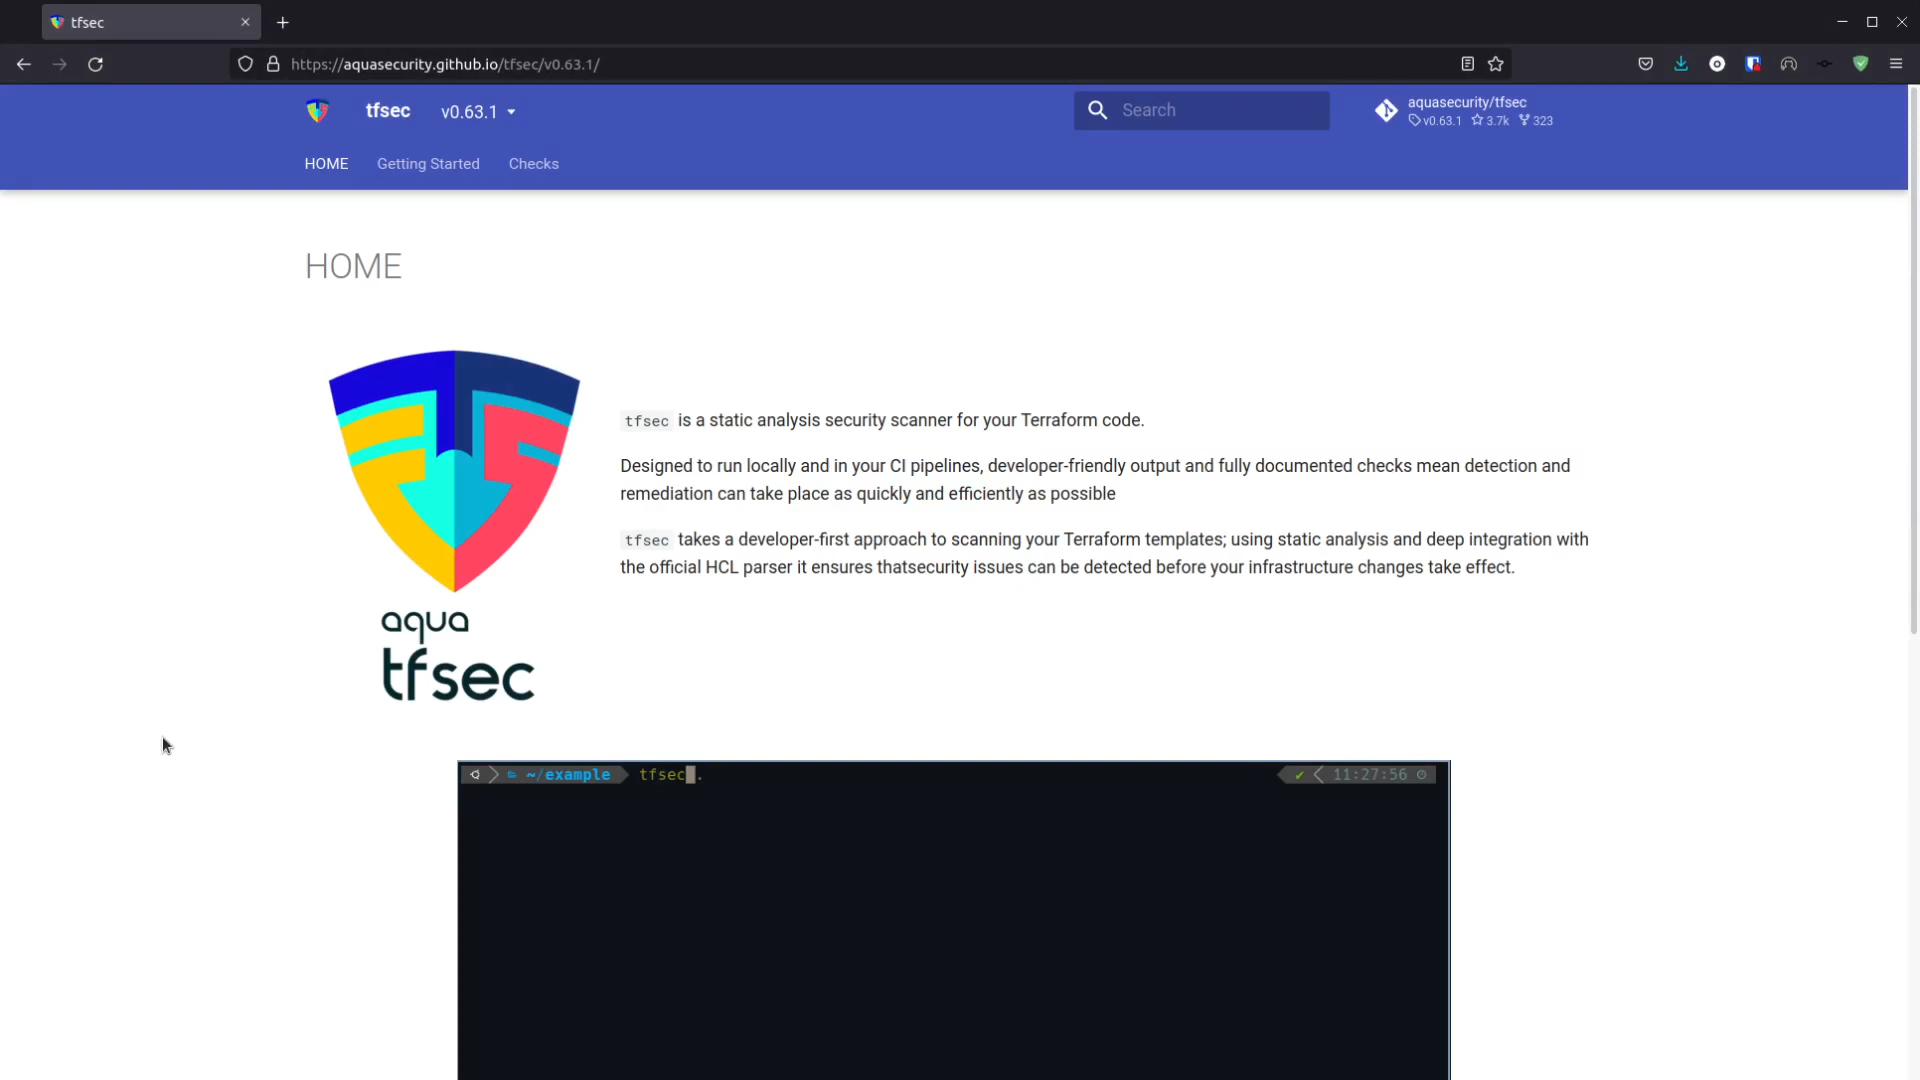 tfsec
https://aquasecurity.github.io/tfsec/v0.63.1/
tfsec
v0.63.1
Search
aquasecurity/tfsec
v0.63.1 3.7k 323
HOME
Getting Started
Checks
HOME
tfsec is a static analysis security scanner for your Terraform code.
Designed to run locally and in your CI pipelines, developer-friendly output and fully documented checks mean detection and
remediation can take place as quickly and efficiently as possible
tfsec takes a developer-first approach to scanning your Terraform templates; using static analysis and deep integration with
the official HCL parser it ensures thatsecurity issues can be detected before your infrastructure changes take effect.
aqua
tfsec
~/example tfsec . 11:27:56